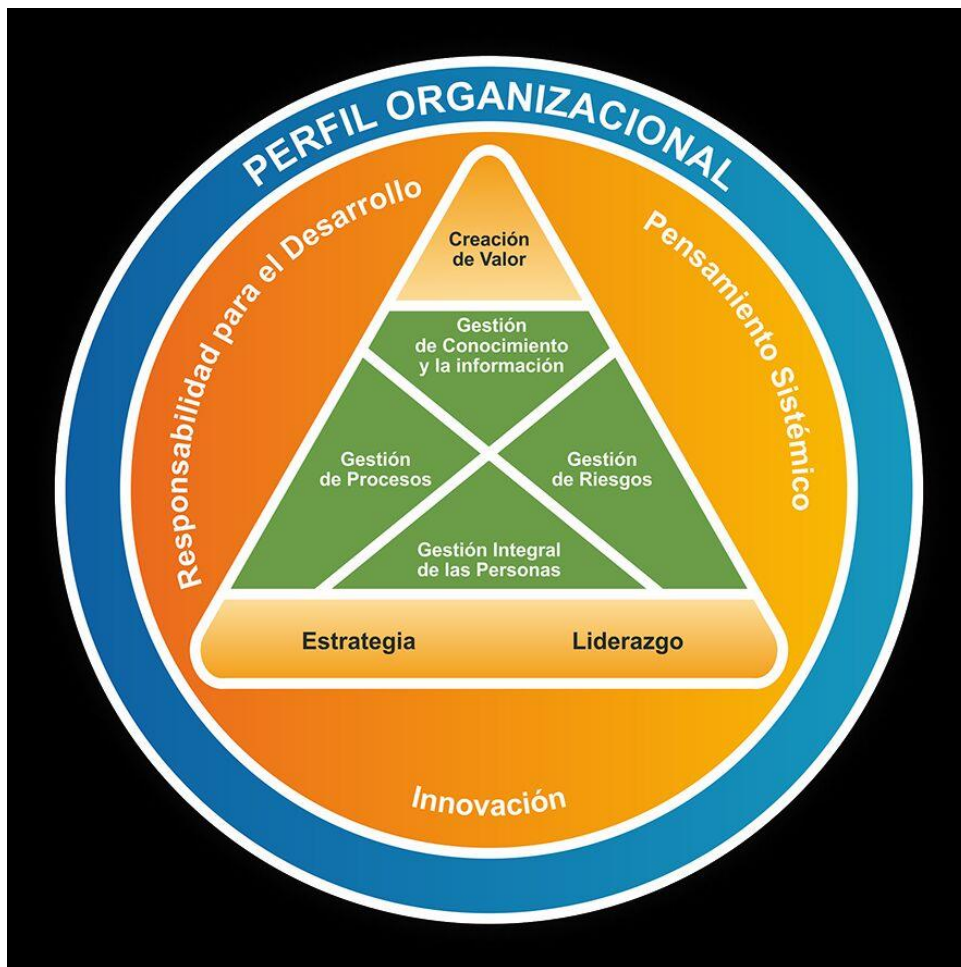 PERFIL ORGANIZACIONAL
Responsabilidad para el Desarrollo
Pensamiento Sistémico
Creación
de Valor
Gestión
de Conocimiento
y la información
Gestión
de Procesos
Gestión
de Riesgos
Gestión Integral
de las Personas
Estrategia
Liderazgo
Innovación